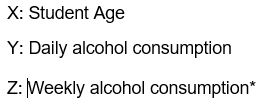 X: Student Age
Y: Daily alcohol consumption
Z: Weekly alcohol consumption*